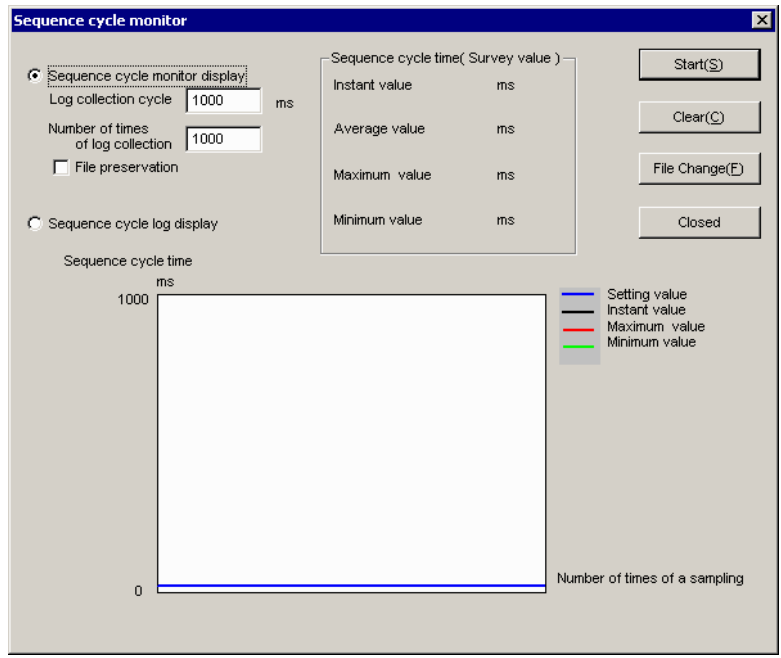 Sequence cycle monitor
Sequence cycle monitor display
Log collection cycle 1000 ms
Number of times
of log collection 1000
File preservation
Sequence cycle log display
Sequence cycle time( Survey value )
Instant value ms
Average value ms
Maximum value ms
Minimum value ms
Start(S)
Clear(C)
File Change(F)
Closed
Sequence cycle time
ms
1000
0
Setting value
Instant value
Maximum value
Minimum value
Number of times of a sampling